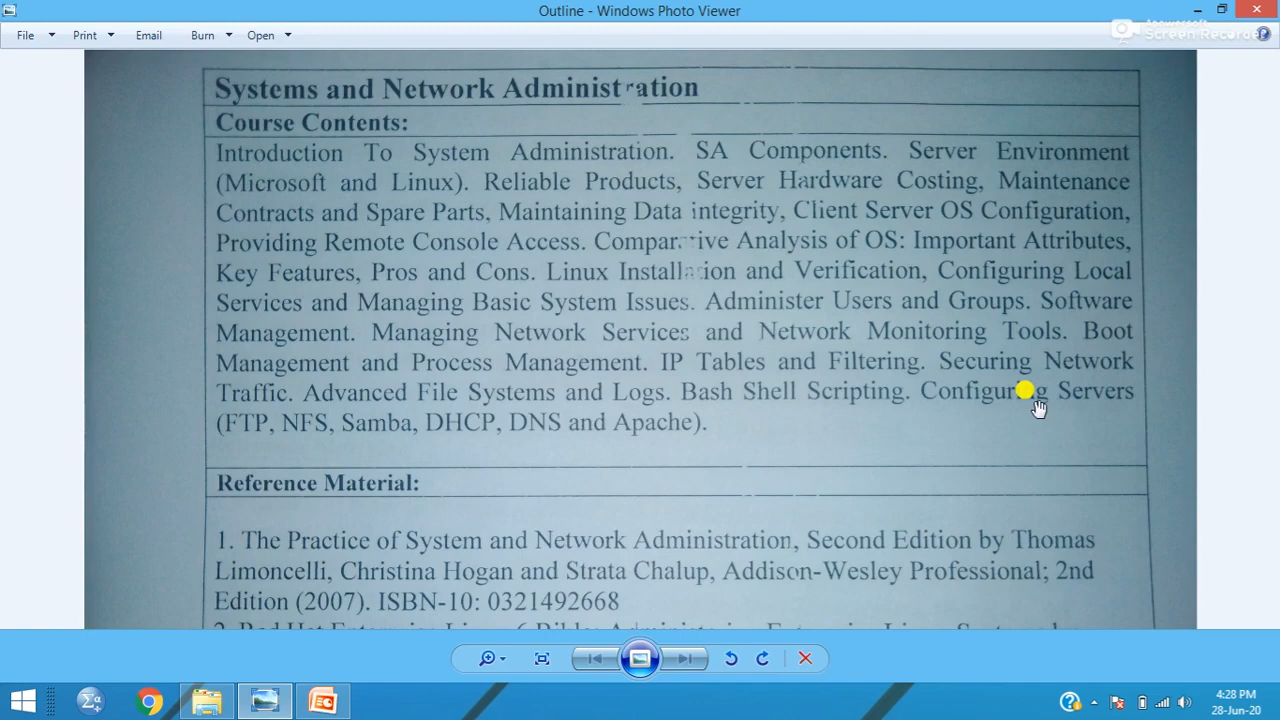 Outline - Windows Photo Viewer
File Print Email Burn Open
Screen Recorder
Systems and Network Administration
Course Contents:
Introduction To System Administration. SA Components. Server Environment
(Microsoft and Linux). Reliable Products, Server Hardware Costing, Maintenance
Contracts and Spare Parts, Maintaining Data integrity, Client Server OS Configuration,
Providing Remote Console Access. Comparative Analysis of OS: Important Attributes,
Key Features, Pros and Cons. Linux Installation and Verification, Configuring Local
Services and Managing Basic System Issues. Administer Users and Groups. Software
Management. Managing Network Services and Network Monitoring Tools. Boot
Management and Process Management. IP Tables and Filtering. Securing Network
Traffic. Advanced File Systems and Logs. Bash Shell Scripting. Configuring Servers
(FTP, NFS, Samba, DHCP, DNS and Apache).
Reference Material:
1. The Practice of System and Network Administration, Second Edition by Thomas
Limoncelli, Christina Hogan and Strata Chalup, Addison-Wesley Professional; 2nd
Edition (2007). ISBN-10: 0321492668
4:28 PM
28-Jun-20